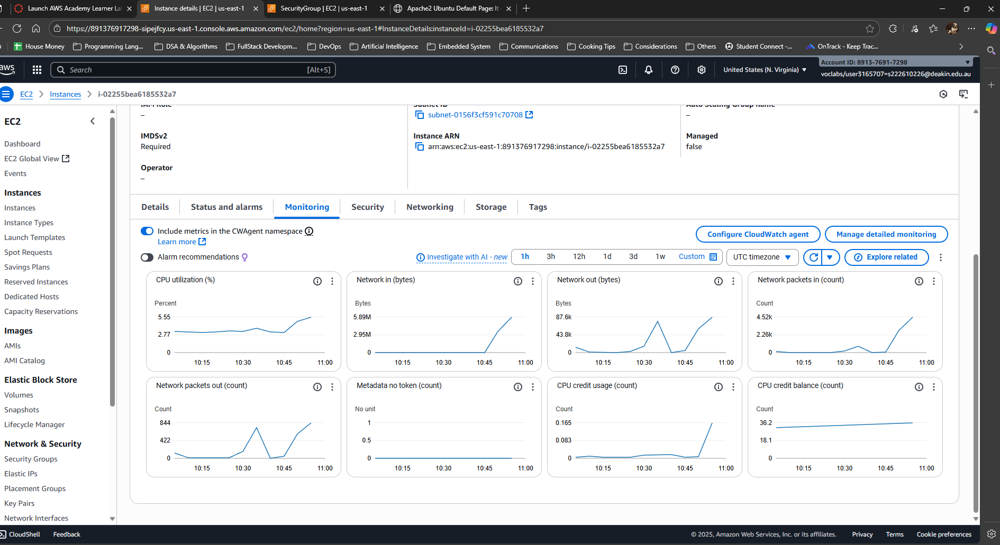 Launch AWS Academy Learner La
Instance details | EC2 | us-east-1
SecurityGroup | EC2 | us-east-1
Apache2 Ubuntu Default Page: It
https://891376917298-sipejfcy.us-east-1.console.aws.amazon.com/ec2/home?region=us-east-1#InstanceDetails:instanceId=i-02255bea6185532a7
House Money
Programming Lang...
DSA & Algorithms
FullStack Developm...
DevOps
Artificial Intelligence
Embedded System
Communications
Cooking Tips
Considerations
Others
Student Connect -...
OnTrack - Keep Trac...
aws
Search
[Alt+S]
United States (N. Virginia)
Account ID: 8913-7691-7298
voclabs/user3165707=s222610226@deakin.edu.au
EC2
Instances
i-02255bea6185532a7
EC2
Dashboard
EC2 Global View
Events
Instances
Instances
Instance Types
Launch Templates
Spot Requests
Savings Plans
Reserved Instances
Dedicated Hosts
Capacity Reservations
Images
AMIs
AMI Catalog
Elastic Block Store
Volumes
Snapshots
Lifecycle Manager
Network & Security
Security Groups
Elastic IPs
Placement Groups
Key Pairs
Network Interfaces
IAM Role
–
IMDSv2
Required
Operator
–
Subnet ID
subnet-0156f3cf591c70708
Instance ARN
arn:aws:ec2:us-east-1:891376917298:instance/i-02255bea6185532a7
Auto Scaling Group name
–
Managed
false
Details
Status and alarms
Monitoring
Security
Networking
Storage
Tags
Include metrics in the CWAgent namespace
Learn more
Configure CloudWatch agent
Manage detailed monitoring
Alarm recommendations
Investigate with AI - new
1h
3h
12h
1d
3d
1w
Custom
UTC timezone
Explore related
CPU utilization (%)
Percent
5.55
2.77
0
10:15
10:30
10:45
11:00
Network in (bytes)
Bytes
5.89M
2.95M
0
10:15
10:30
10:45
11:00
Network out (bytes)
Bytes
87.6k
43.8k
0
10:15
10:30
10:45
11:00
Network packets in (count)
Count
4.52k
2.26k
0
10:15
10:30
10:45
11:00
Network packets out (count)
Count
844
422
0
10:15
10:30
10:45
11:00
Metadata no token (count)
No unit
1
0.5
0
10:15
10:30
10:45
11:00
CPU credit usage (count)
Count
0.165
0.083
0
10:15
10:30
10:45
11:00
CPU credit balance (count)
Count
36.2
18.1
0
10:15
10:30
10:45
11:00
CloudShell
Feedback
© 2025, Amazon Web Services, Inc. or its affiliates.
Privacy
Terms
Cookie preferences